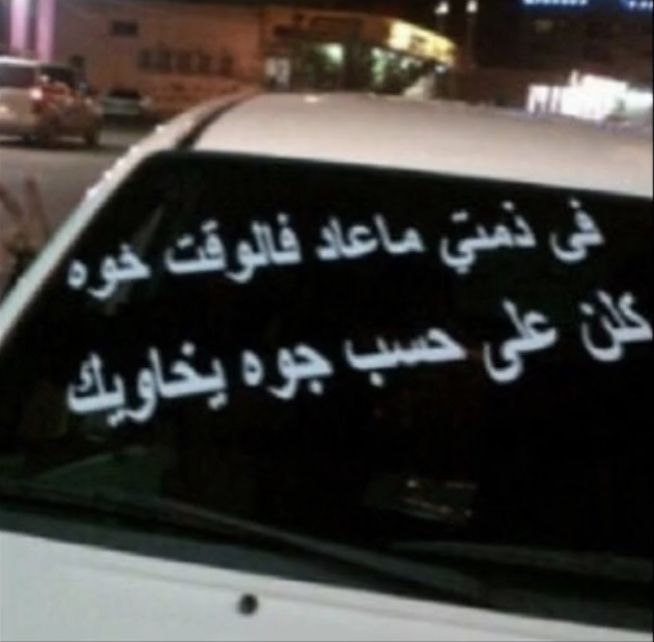 فى ذمتي ماعاد فالوقت خوه
كلن على حسب جوه يخاويك